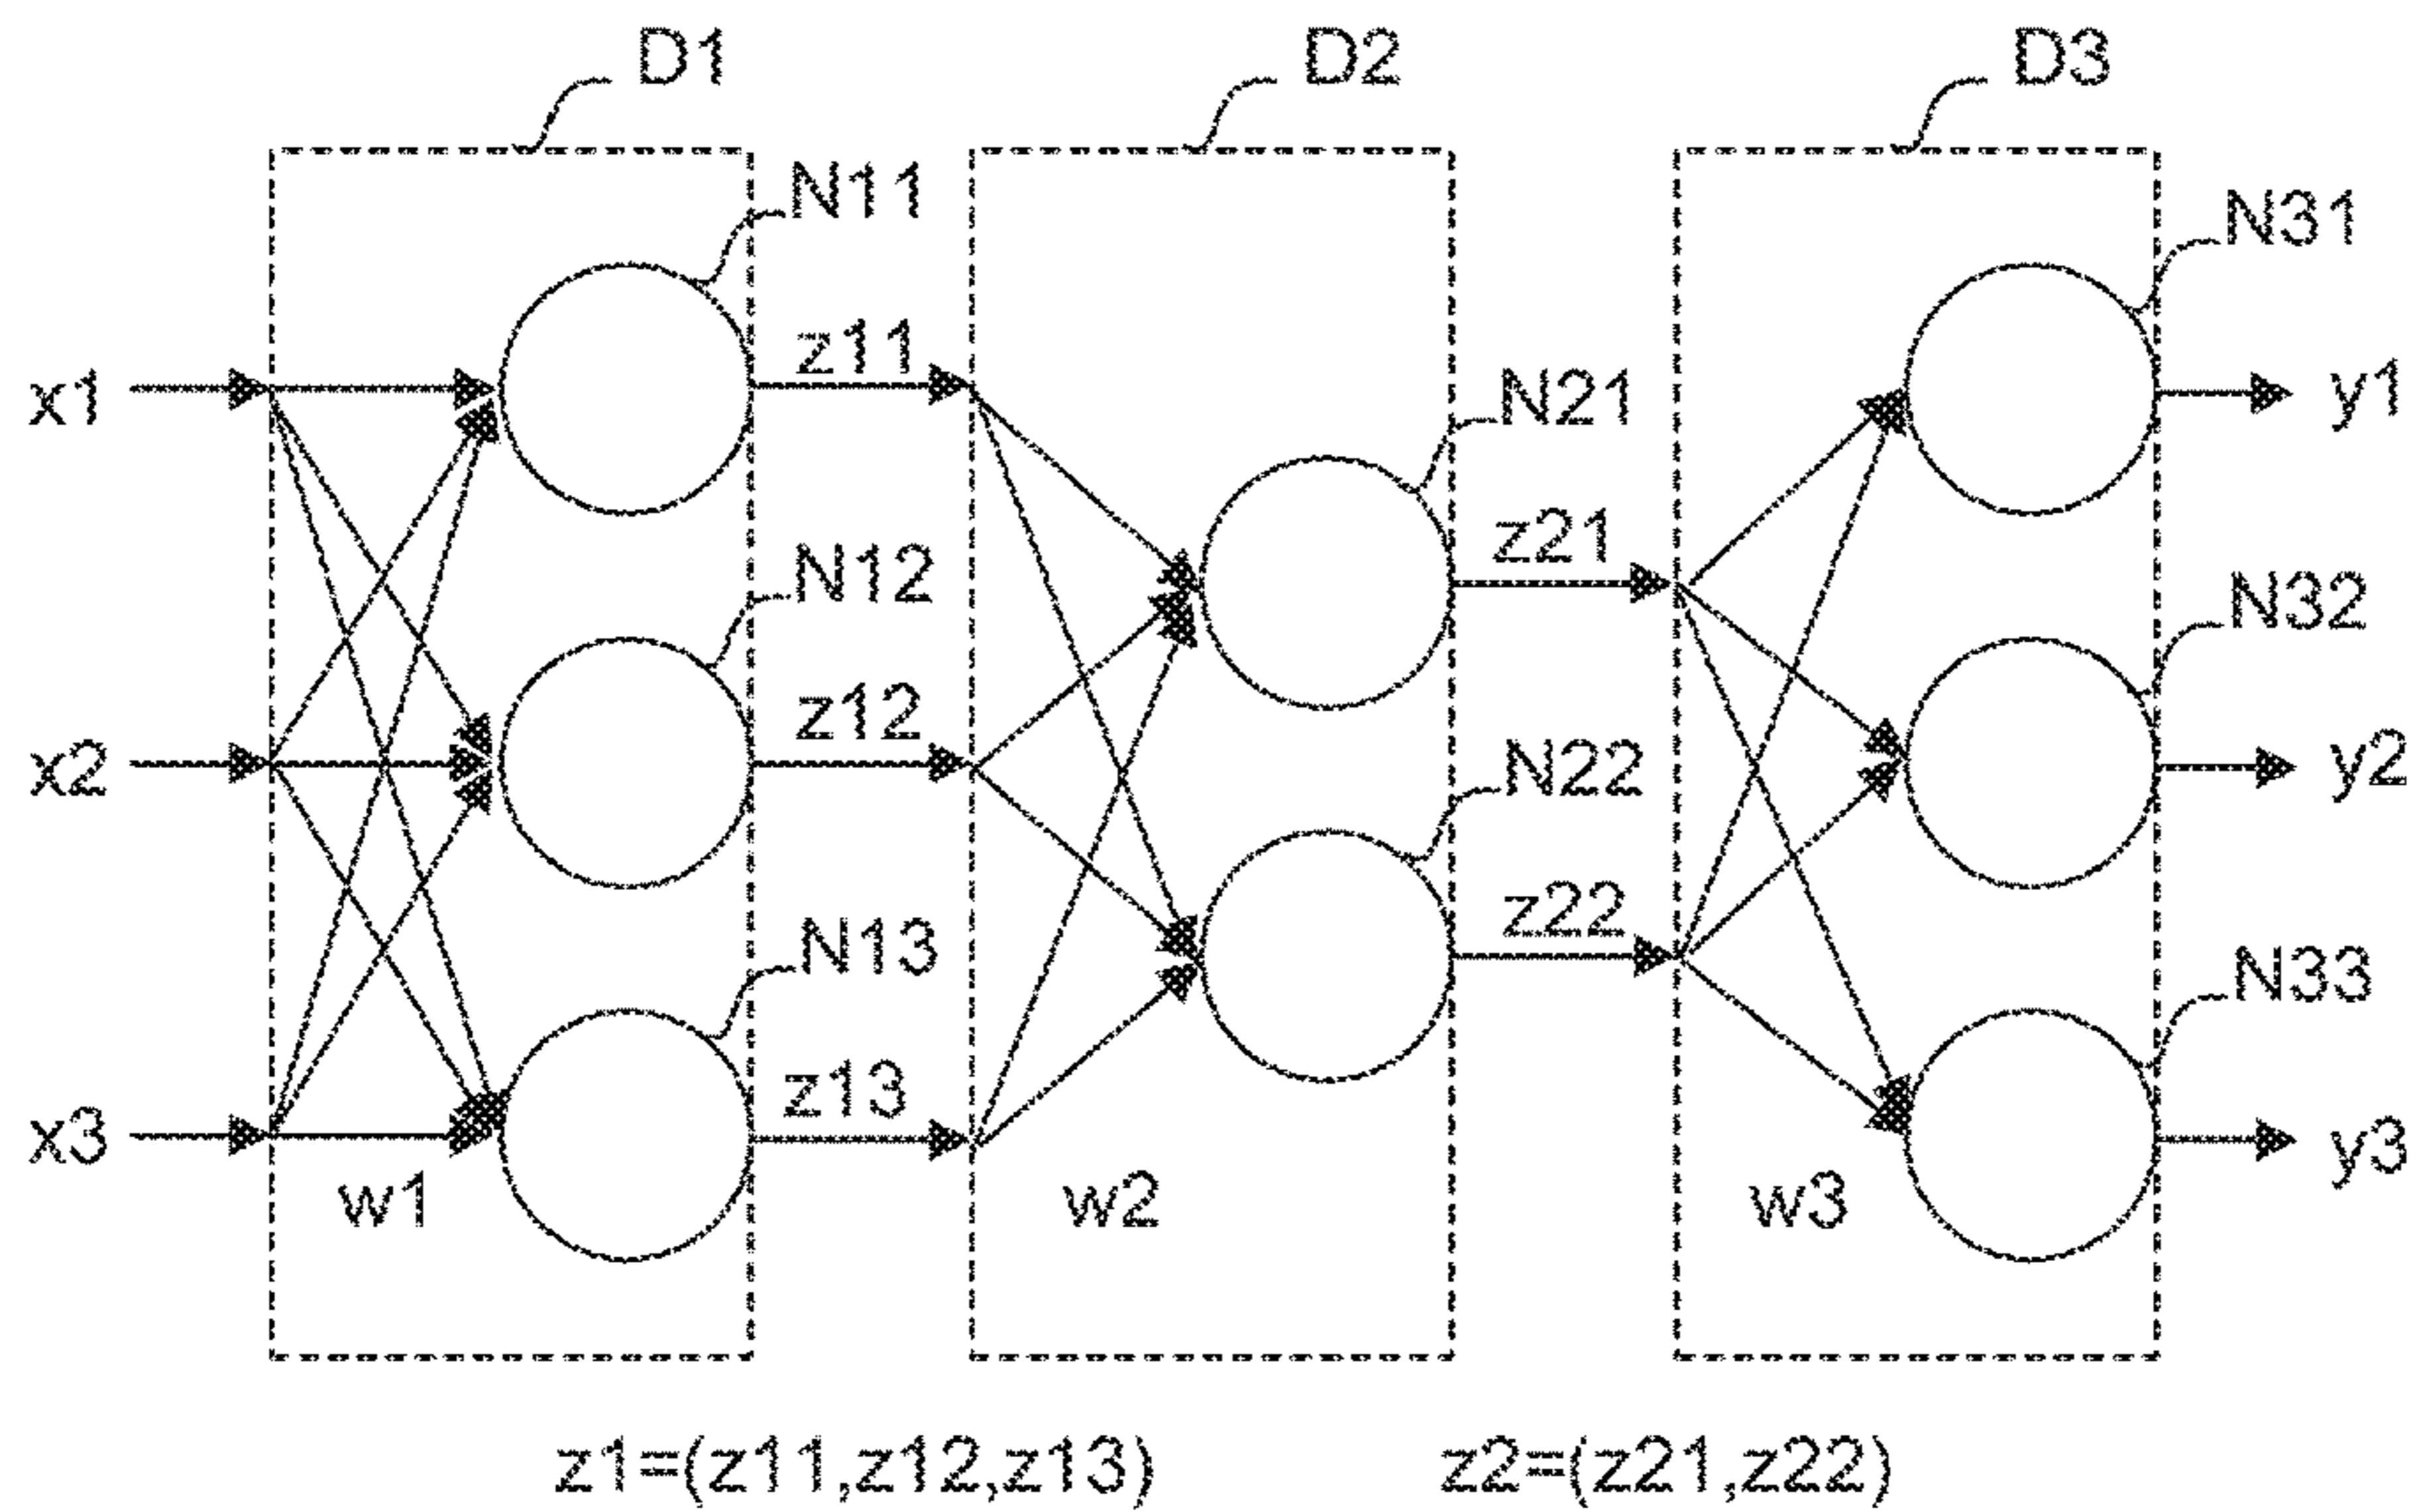 D1 D2 D3
N11
N31
z11
x1 N21 y1
z21
N12 N32
z12
x2 N22 y2
z22
N13 N33
z13
x3 y3
w1 w2 w3
z1=(z11,z12,z13) z2=(z21,z22)